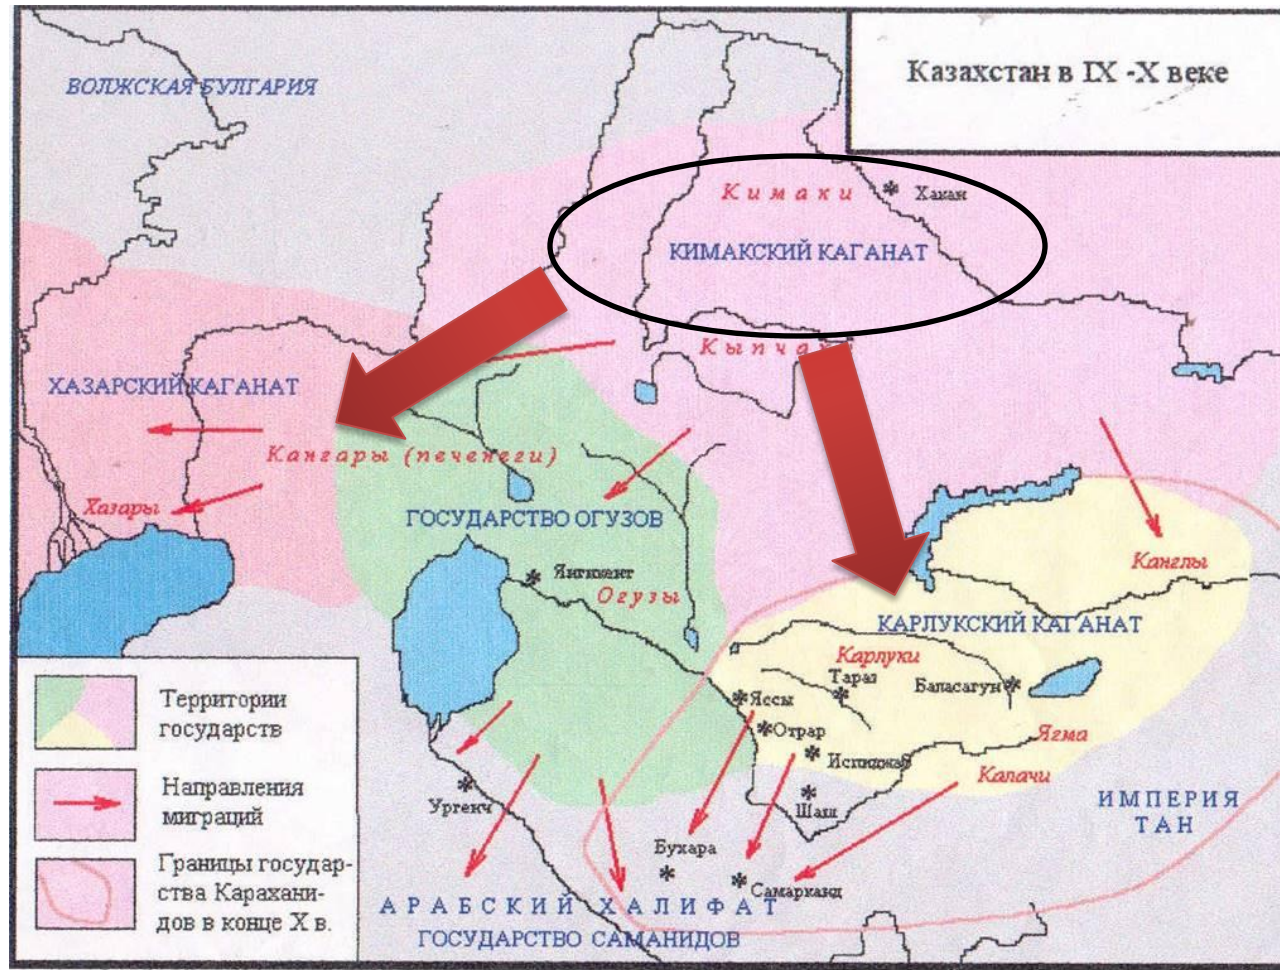 Казахстан в IX -X веке
ВОЛЖСКАЯ БУЛГАРИЯ
Кимаки
Хакан
КИМАКСКИЙ КАГАНАТ
ХАЗАРСКИЙ КАГАНАТ
Кангары (печенеги)
Хазары
ГОСУДАРСТВО ОГУЗОВ
Янгикент
Огузы
Канглы
КАРЛУКСКИЙ КАГАНАТ
Карлуки
Тараз
Баласагун
Яссы
Отрар
Ягма
Калачи
Шаш
Ургенч
ИМПЕРИЯ
ТАН
Бухара
Самарканд
АРАБСКИЙ ХАЛИФАТ
ГОСУДАРСТВО САМАНИДОВ
Территории
государств
Направления
миграций
Границы государ-
ства Карахани-
дов в конце X в.